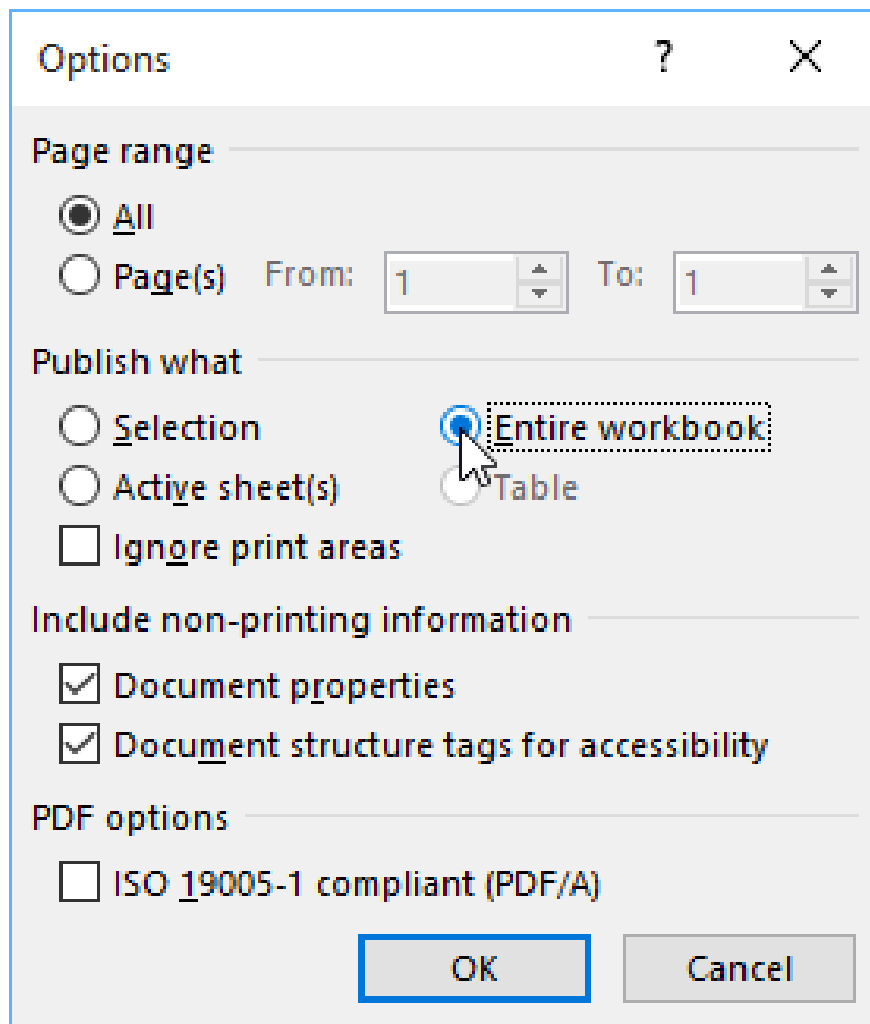 Options ?
Page range
All
Page(s) From: 1 To: 1
Publish what
Selection Entire workbook
Active sheet(s) Table
Ignore print areas
Include non-printing information
Document properties
Document structure tags for accessibility
PDF options
ISO 19005-1 compliant (PDF/A)
OK Cancel